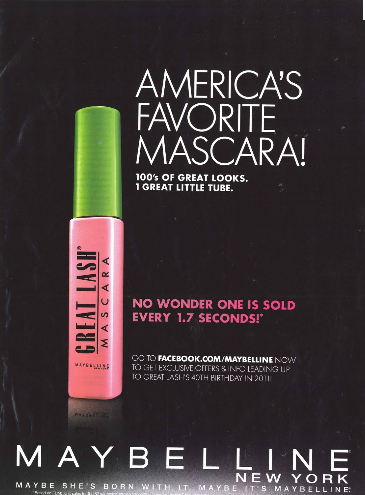 AMERICA'S
FAVORITE
MASCARA!
100's OF GREAT LOOKS.
1 GREAT LITTLE TUBE.
GREAT LASH®
MASCARA
MAYBELLINE
NO WONDER ONE IS SOLD
EVERY 1.7 SECONDS!*
GO TO FACEBOOK.COM/MAYBELLINE NOW
TO GET EXCLUSIVE OFFERS & INFO LEADING UP
TO GREAT LASH'S 40TH BIRTHDAY IN 2011!
MAYBELLINE
NEW YORK
MAYBE SHE'S BORN WITH IT. MAYBE IT'S MAYBELLINE.®